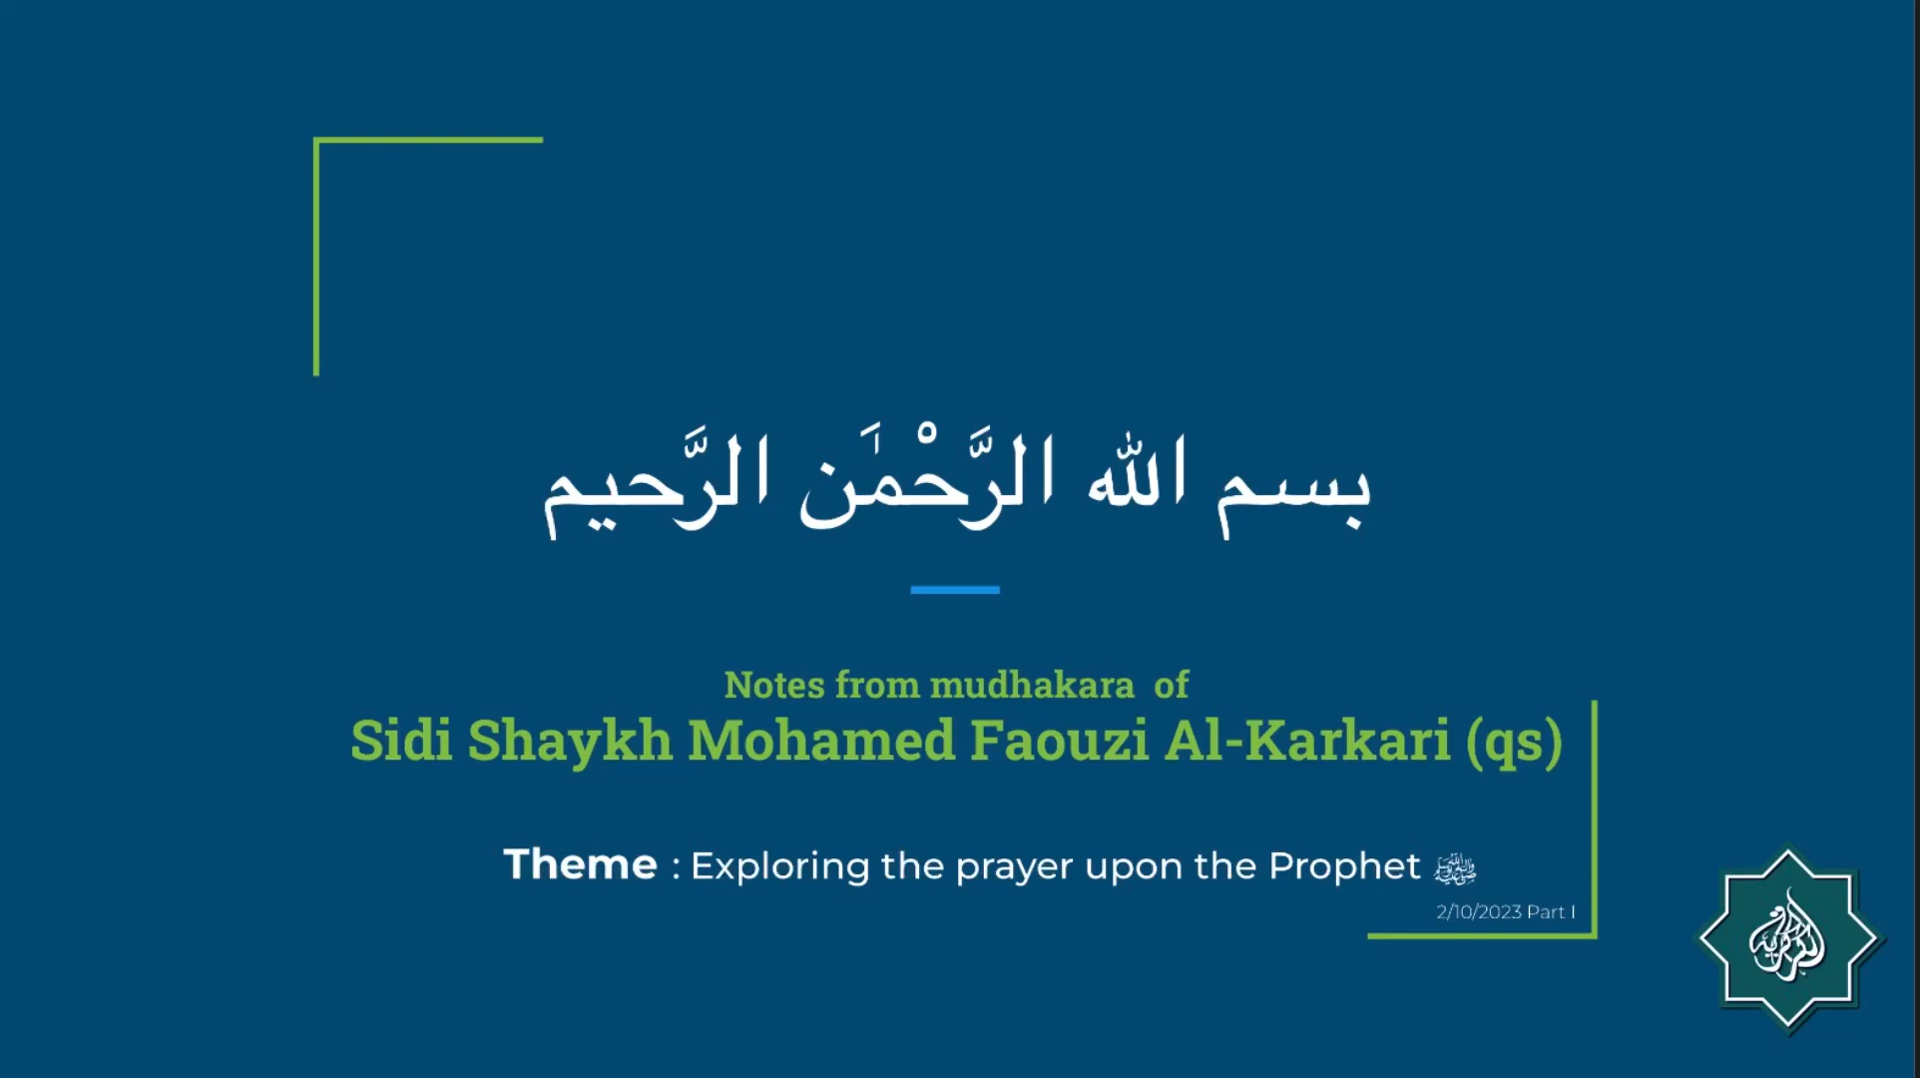 بسم الله الرَّحْمَٰن الرَّحيم
Notes from mudhakara of
Sidi Shaykh Mohamed Faouzi Al-Karkari (qs)
Theme : Exploring the prayer upon the Prophet ﷺ
2/10/2023 Part I
الكركرية